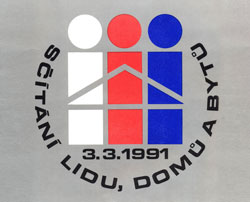 3.3.1991
SČÍTÁNÍ LIDU, DOMŮ A BYTŮ